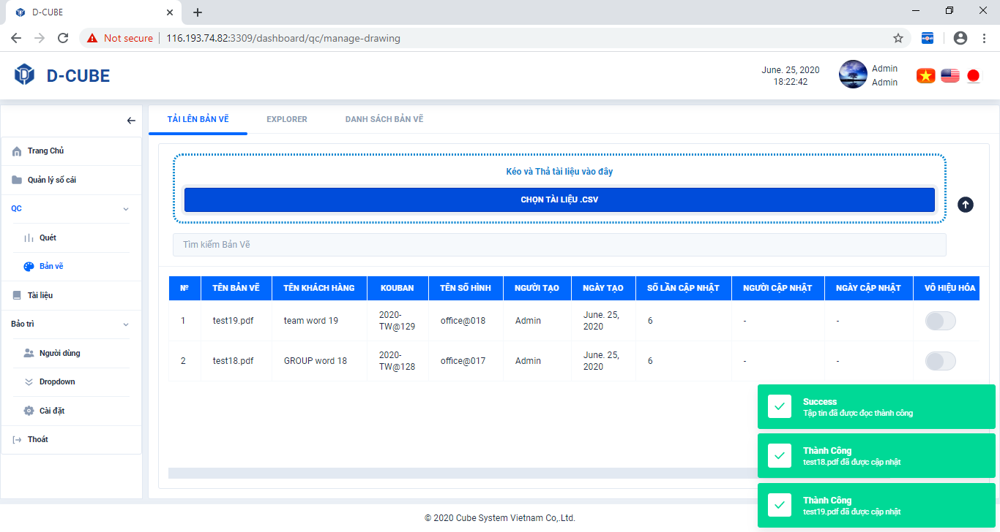 D-CUBE
Not secure
116.193.74.82:3309/dashboard/qc/manage-drawing
D-CUBE
June. 25, 2020
18:22:42
Admin
Admin
TẢI LÊN BẢN VẼ
EXPLORER
DANH SÁCH BẢN VẼ
Trang Chủ
Quản lý sổ cái
QC
Quét
Bản vẽ
Tài liệu
Bảo trì
Người dùng
Dropdown
Cài đặt
Thoát
Kéo và Thả tài liệu vào đây
CHỌN TÀI LIỆU .CSV
Tìm kiếm Bản Vẽ
Nº TÊN BẢN VẼ TÊN KHÁCH HÀNG KOUBAN TÊN SỐ HÌNH NGƯỜI TẠO NGÀY TẠO SỐ LẦN CẬP NHẬT NGƯỜI CẬP NHẬT NGÀY CẬP NHẬT VÔ HIỆU HÓA
1 test19.pdf team word 19 2020-TW@129 office@018 Admin June. 25, 2020 6 - -
2 test18.pdf GROUP word 18 2020-TW@128 office@017 Admin June. 25, 2020 6 - -
Success
Tập tin đã được đọc thành công
Thành Công
test18.pdf đã được cập nhật
Thành Công
test19.pdf đã được cập nhật
© 2020 Cube System Vietnam Co,.Ltd.